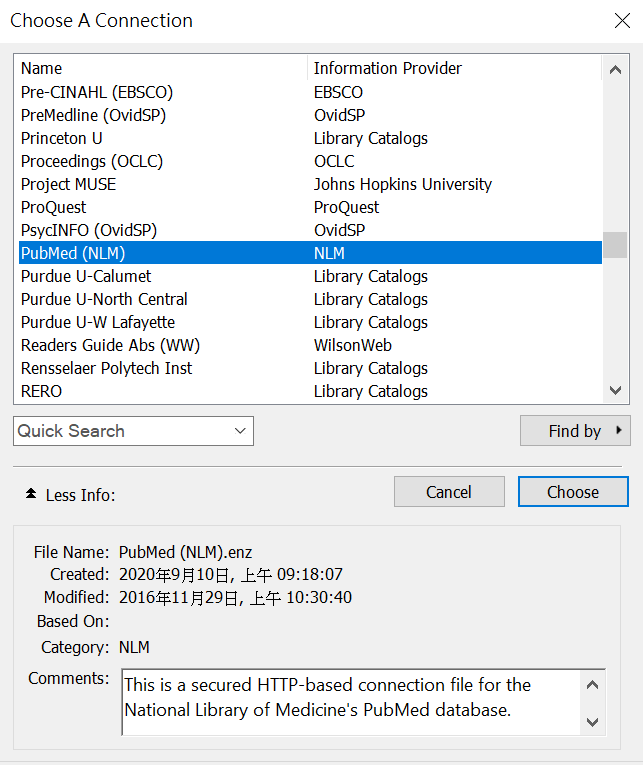 Choose A Connection
Name Information Provider
Pre-CINAHL (EBSCO) EBSCO
PreMedline (OvidSP) OvidSP
Princeton U Library Catalogs
Proceedings (OCLC) OCLC
Project MUSE Johns Hopkins University
ProQuest ProQuest
PsycINFO (OvidSP) OvidSP
PubMed (NLM) NLM
Purdue U-Calumet Library Catalogs
Purdue U-North Central Library Catalogs
Purdue U-W Lafayette Library Catalogs
Readers Guide Abs (WW) WilsonWeb
Rensselaer Polytech Inst Library Catalogs
RERO Library Catalogs
Quick Search Find by
Less Info: Cancel Choose
File Name: PubMed (NLM).enz
Created: 2020年9月10日, 上午 09:18:07
Modified: 2016年11月29日, 上午 10:30:40
Based On:
Category: NLM
Comments: This is a secured HTTP-based connection file for the
National Library of Medicine's PubMed database.